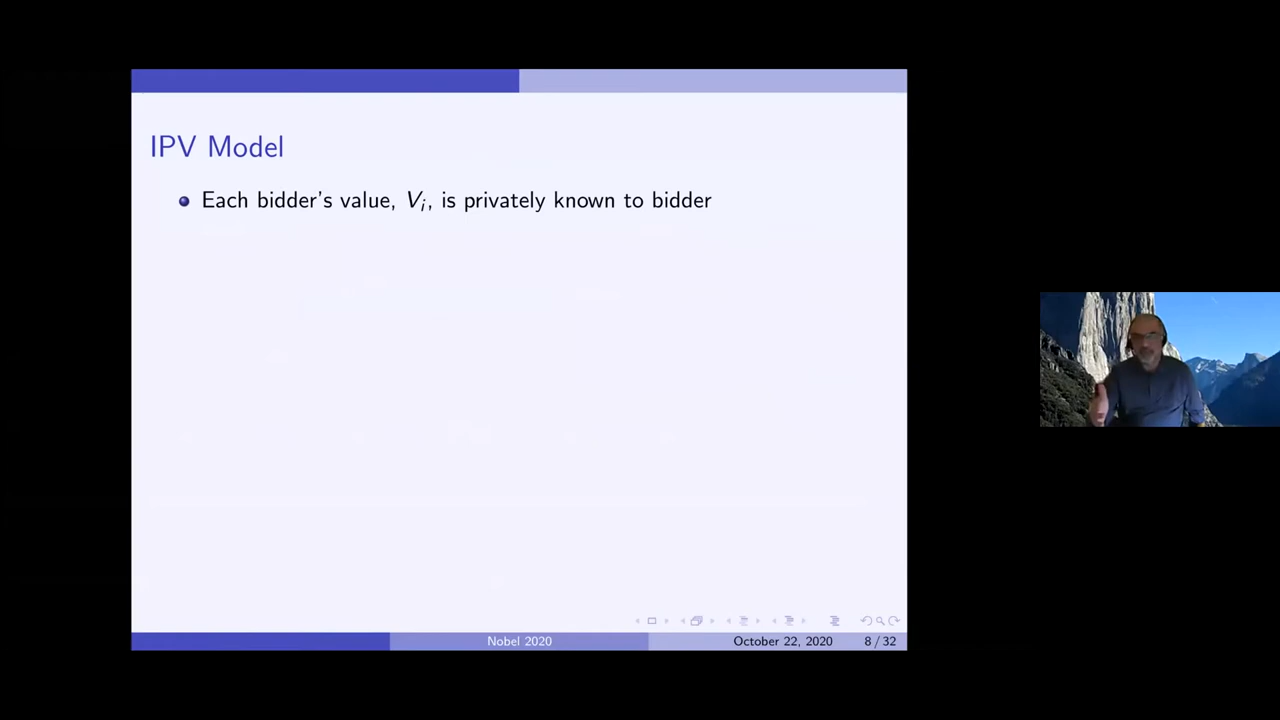 IPV Model
Each bidder's value, Vi, is privately known to bidder
Nobel 2020
October 22, 2020
8 / 32